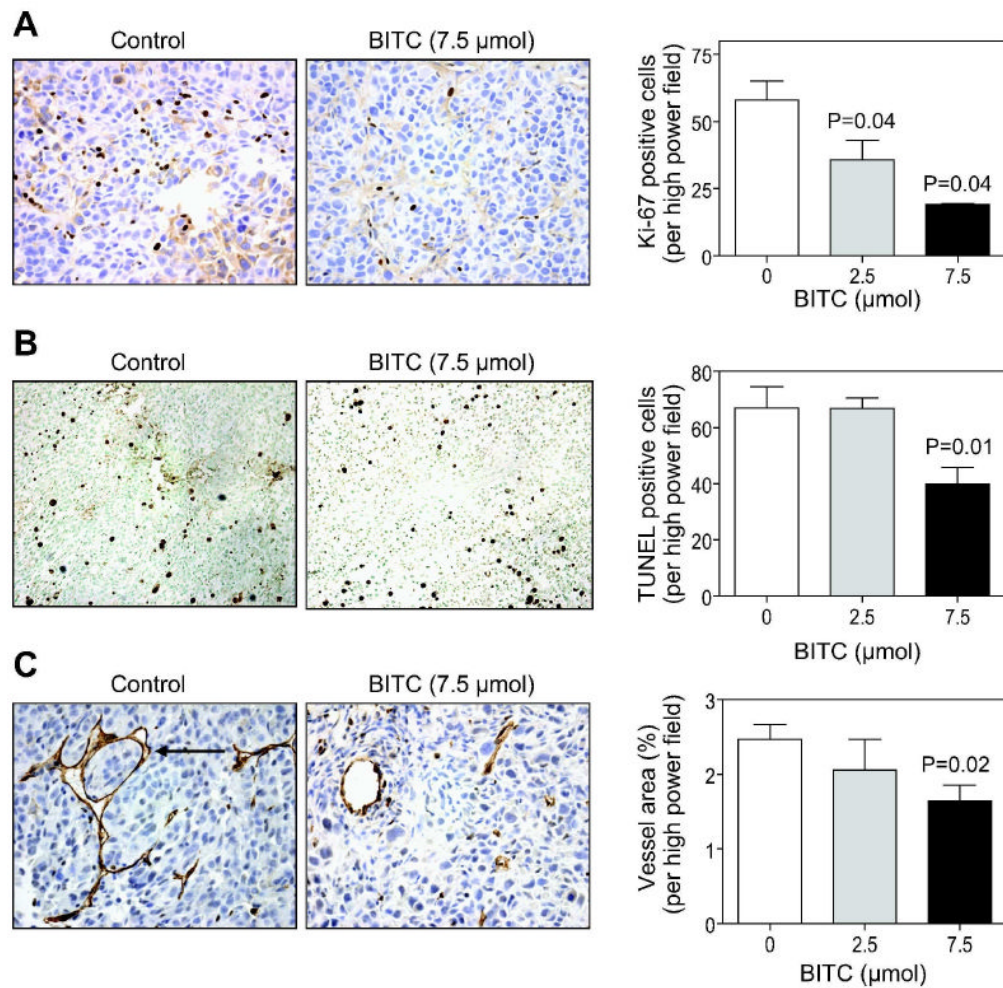 A
Control
BITC (7.5 μmol)
Ki-67 positive cells
(per high power field)
75
50
25
0
P=0.04
P=0.04
0
2.5
7.5
BITC (μmol)
B
Control
BITC (7.5 μmol)
TUNEL positive cells
(per high power field)
80
60
40
20
0
P=0.01
0
2.5
7.5
BITC (μmol)
C
Control
BITC (7.5 μmol)
Vessel area (%)
(per high power field)
3
2
1
0
P=0.02
0
2.5
7.5
BITC (μmol)